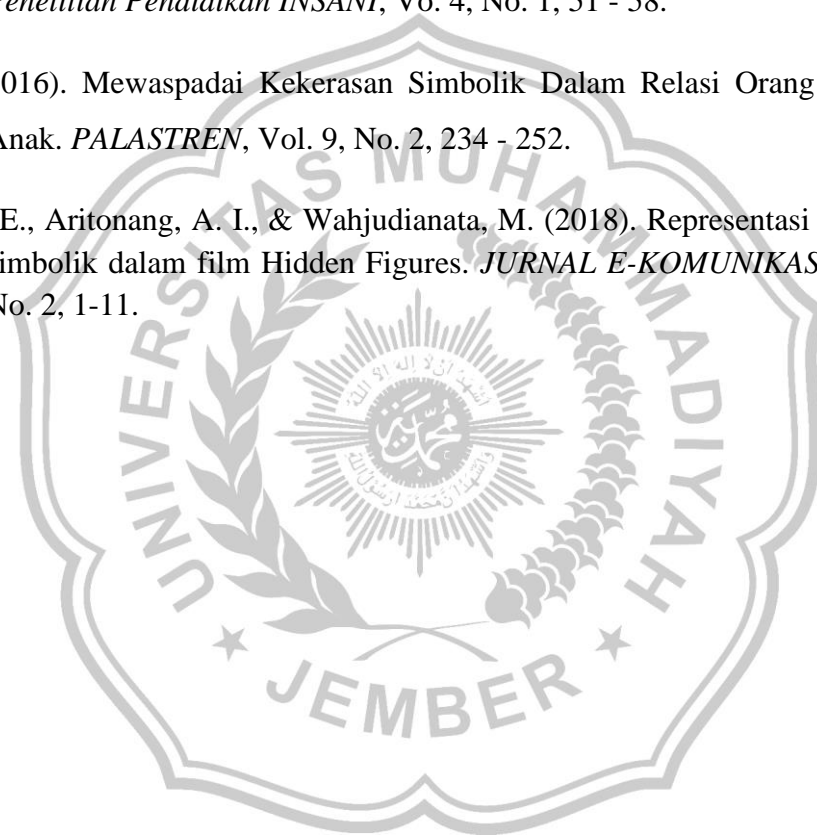 Penelitian Pendidikan INSANI, Vo. 4, No. 1, 51 - 58.
016). Mewaspadai Kekerasan Simbolik Dalam Relasi Orang
Anak. PALASTREN, Vol. 9, No. 2, 234 - 252.
E., Aritonang, A. I., & Wahjudianata, M. (2018). Representasi
imbolik dalam film Hidden Figures. JURNAL E-KOMUNIKAS
No. 2, 1-11.
UNIVERSITAS MUHAMMADIYAH
JEMBER